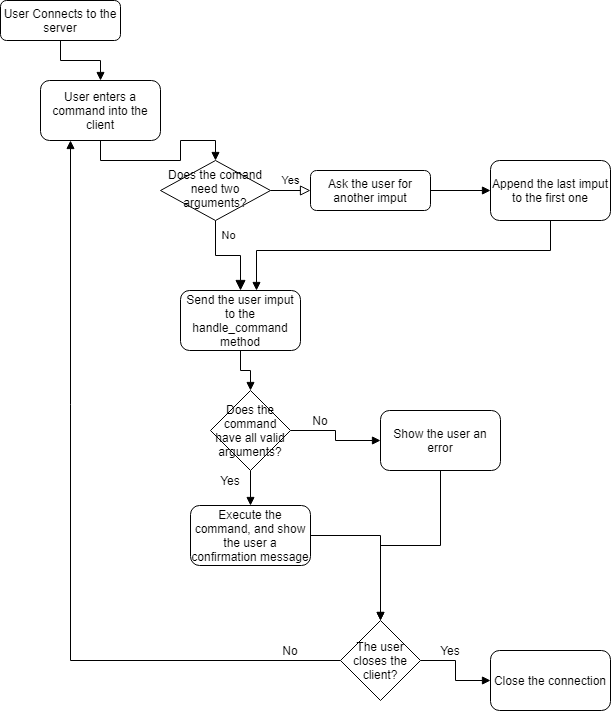 User Connects to the
server
User enters a
command into the
client
Does the comand
need two
arguments?
Yes
Ask the user for
another imput
Append the last imput
to the first one
No
Send the user imput
to the
handle_command
method
Does the
command
have all valid
arguments?
No
Show the user an
error
Yes
Execute the
command, and show
the user a
confirmation message
The user
closes the
client?
No
Yes
Close the connection